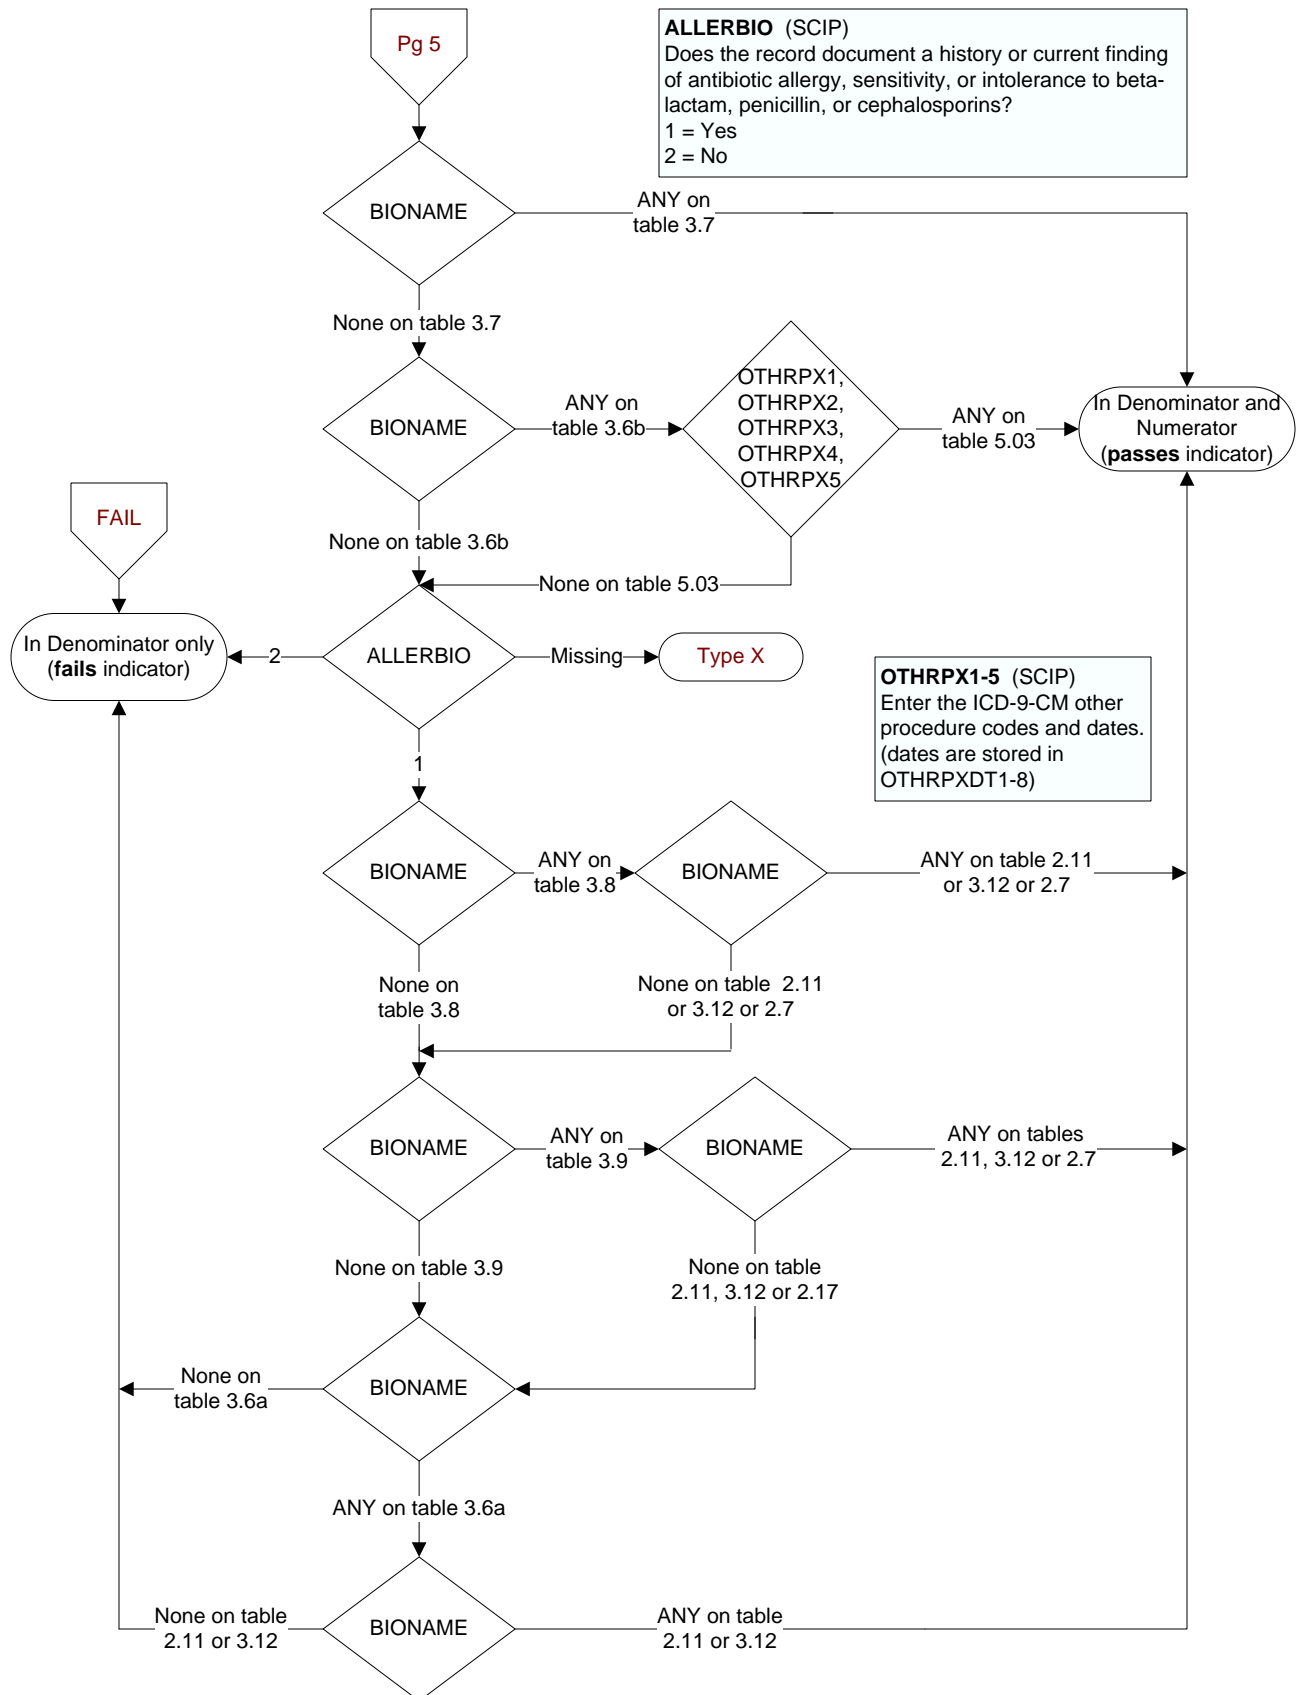 Pg 5
ALLERBIO (SCIP)
Does the record document a history or current finding
of antibiotic allergy, sensitivity, or intolerance to beta-
lactam, penicillin, or cephalosporins?
1 = Yes
2 = No
BIONAME
ANY on
table 3.7
None on table 3.7
BIONAME
ANY on
table 3.6b
OTHRPX1,
OTHRPX2,
OTHRPX3,
OTHRPX4,
OTHRPX5
ANY on
table 5.03
In Denominator and
Numerator
(passes indicator)
FAIL
None on table 3.6b
None on table 5.03
In Denominator only
(fails indicator)
2
ALLERBIO
Missing
Type X
OTHRPX1-5 (SCIP)
Enter the ICD-9-CM other
procedure codes and dates.
(dates are stored in
OTHRPXDT1-8)
1
BIONAME
ANY on
table 3.8
BIONAME
ANY on table 2.11
or 3.12 or 2.7
None on
table 3.8
None on table 2.11
or 3.12 or 2.7
BIONAME
ANY on
table 3.9
BIONAME
ANY on tables
2.11, 3.12 or 2.7
None on table 3.9
None on table
2.11, 3.12 or 2.17
None on
table 3.6a
BIONAME
ANY on table 3.6a
None on table
2.11 or 3.12
BIONAME
ANY on table
2.11 or 3.12